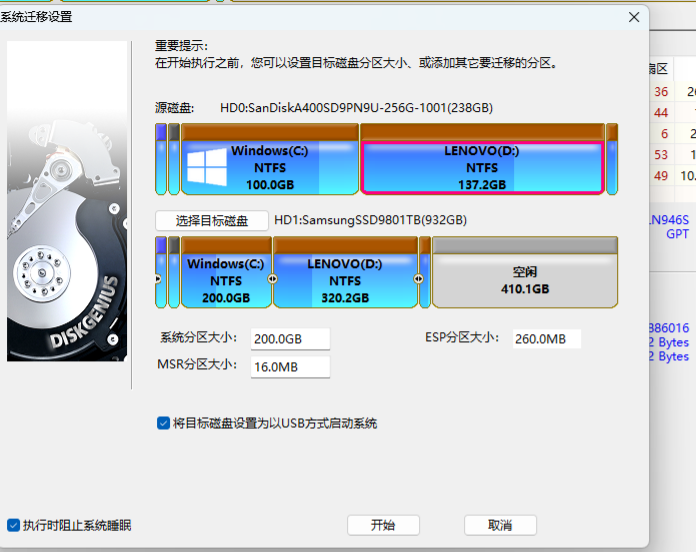 系统迁移设置
重要提示:
在开始执行之前，您可以设置目标磁盘分区大小、或添加其它要迁移的分区。
源磁盘: HD0:SanDiskA400SD9PN9U-256G-1001(238GB)
Windows(C:)
NTFS
100.0GB
LENOVO(D:)
NTFS
137.2GB
选择目标磁盘 HD1:SamsungSSD9801TB(932GB)
Windows(C:)
NTFS
200.0GB
LENOVO(D:)
NTFS
320.2GB
空闲
410.1GB
系统分区大小: 200.0GB ESP分区大小: 260.0MB
MSR分区大小: 16.0MB
将目标磁盘设置为以USB方式启动系统
执行时阻止系统睡眠
开始
取消
DISKGENIUS
扇区
36
44
6
53
49
10.
LN946S
GPT
886016
2 Bytes
2 Bytes